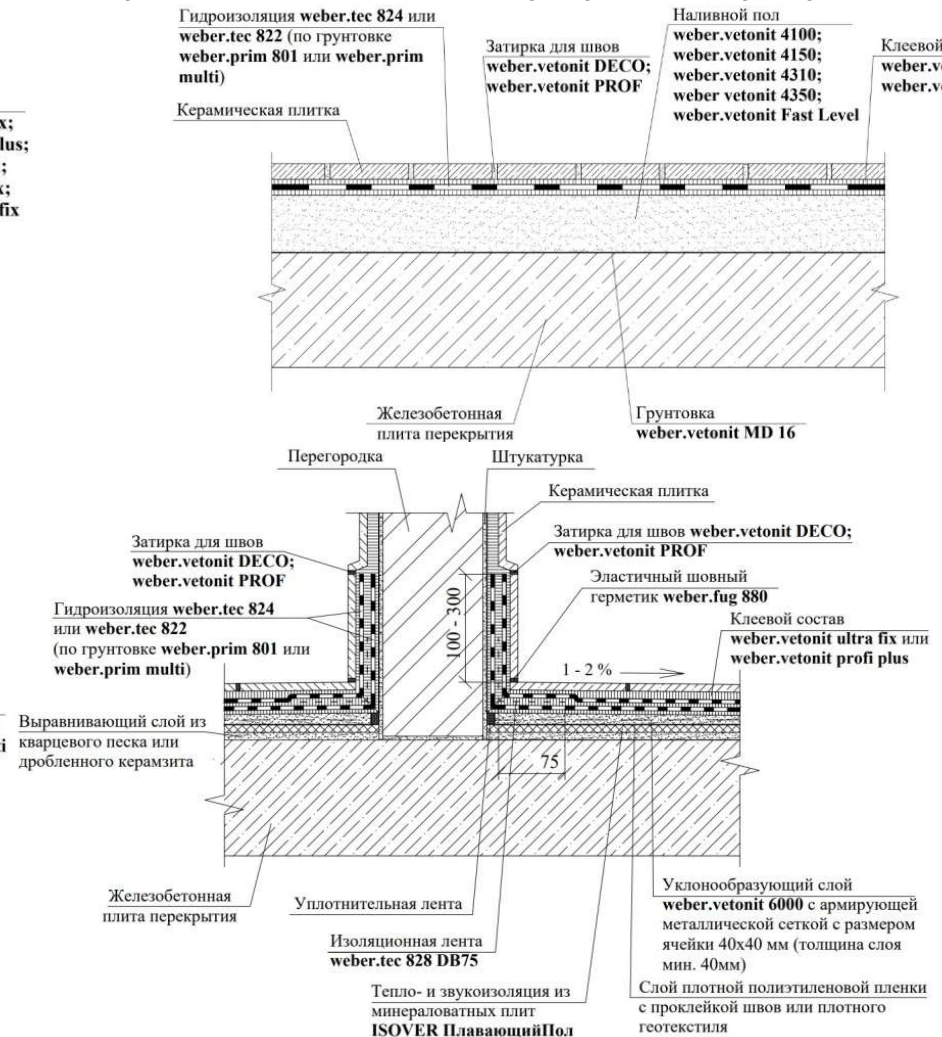 Гидроизоляция weber.tec 824 или
weber.tec 822 (по грунтовке
weber.prim 801 или weber.prim
multi)
Затирка для швов
weber.vetonit DECO;
weber.vetonit PROF
Наливной пол
weber.vetonit 4100;
weber.vetonit 4150;
weber.vetonit 4310;
weber vetonit 4350;
weber.vetonit Fast Level
Клеевой
weber.ve
weber.ve
Керамическая плитка
x;
lus;
;
x;
fix
Железобетонная
плита перекрытия
Грунтовка
weber.vetonit MD 16
Перегородка
Штукатурка
Керамическая плитка
Затирка для швов
weber.vetonit DECO;
weber.vetonit PROF
Затирка для швов weber.vetonit DECO;
weber.vetonit PROF
Эластичный шовный
герметик weber.fug 880
Гидроизоляция weber.tec 824
или weber.tec 822
(по грунтовке weber.prim 801 или
weber.prim multi)
100 - 300
Клеевой состав
weber.vetonit ultra fix или
weber.vetonit profi plus
1 - 2 %
ti
Выравнивающий слой из
кварцевого песка или
дробленного керамзита
75
Железобетонная
плита перекрытия
Уплотнительная лента
Изоляционная лента
weber.tec 828 DB75
Тепло- и звукоизоляция из
минераловатных плит
ISOVER ПлавающийПол
Уклонообразующий слой
weber.vetonit 6000 с армирующей
металлической сеткой с размером
ячейки 40х40 мм (толщина слоя
мин. 40мм)
Слой плотной полиэтиленовой пленки
с проклейкой швов или плотного
геотекстиля